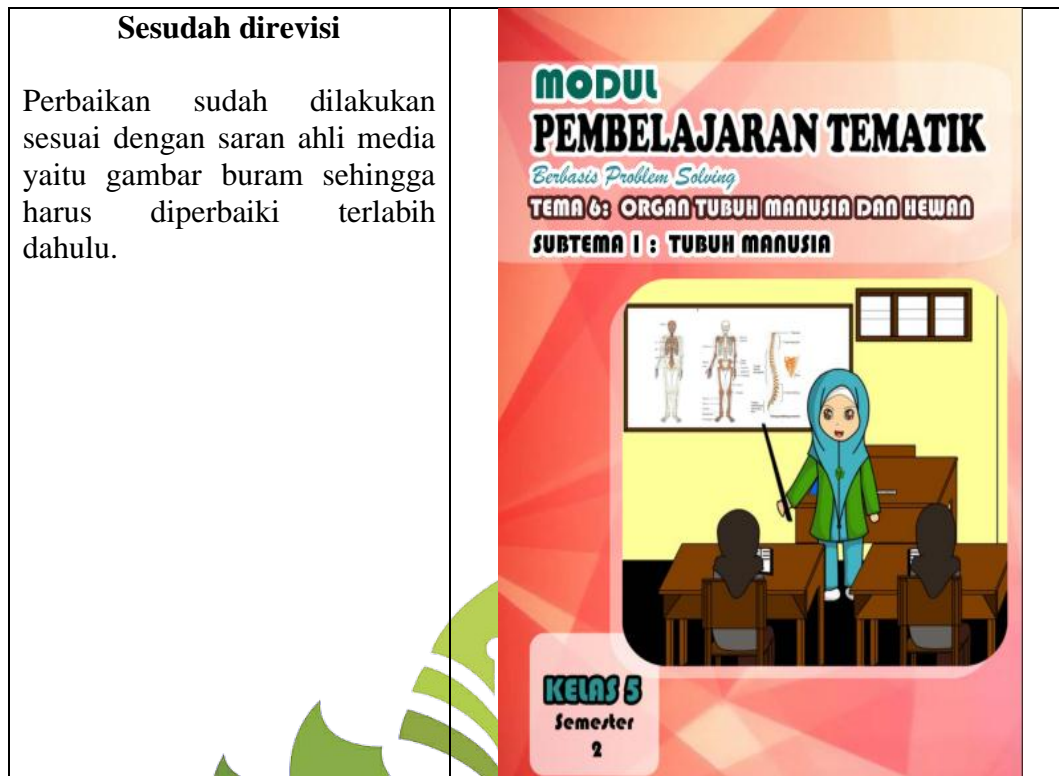 Sesudah direvisi
Perbaikan sudah dilakukan
sesuai dengan saran ahli media
yaitu gambar buram sehingga
harus diperbaiki terlabih
dahulu.
MODUL
PEMBELAJARAN TEMATIK
Berbasis Problem Solving
TEMA 6: ORGAN TUBUH MANUSIA DAN HEWAN
SUBTEMA 1 : TUBUH MANUSIA
KELAS 5
Semester
2